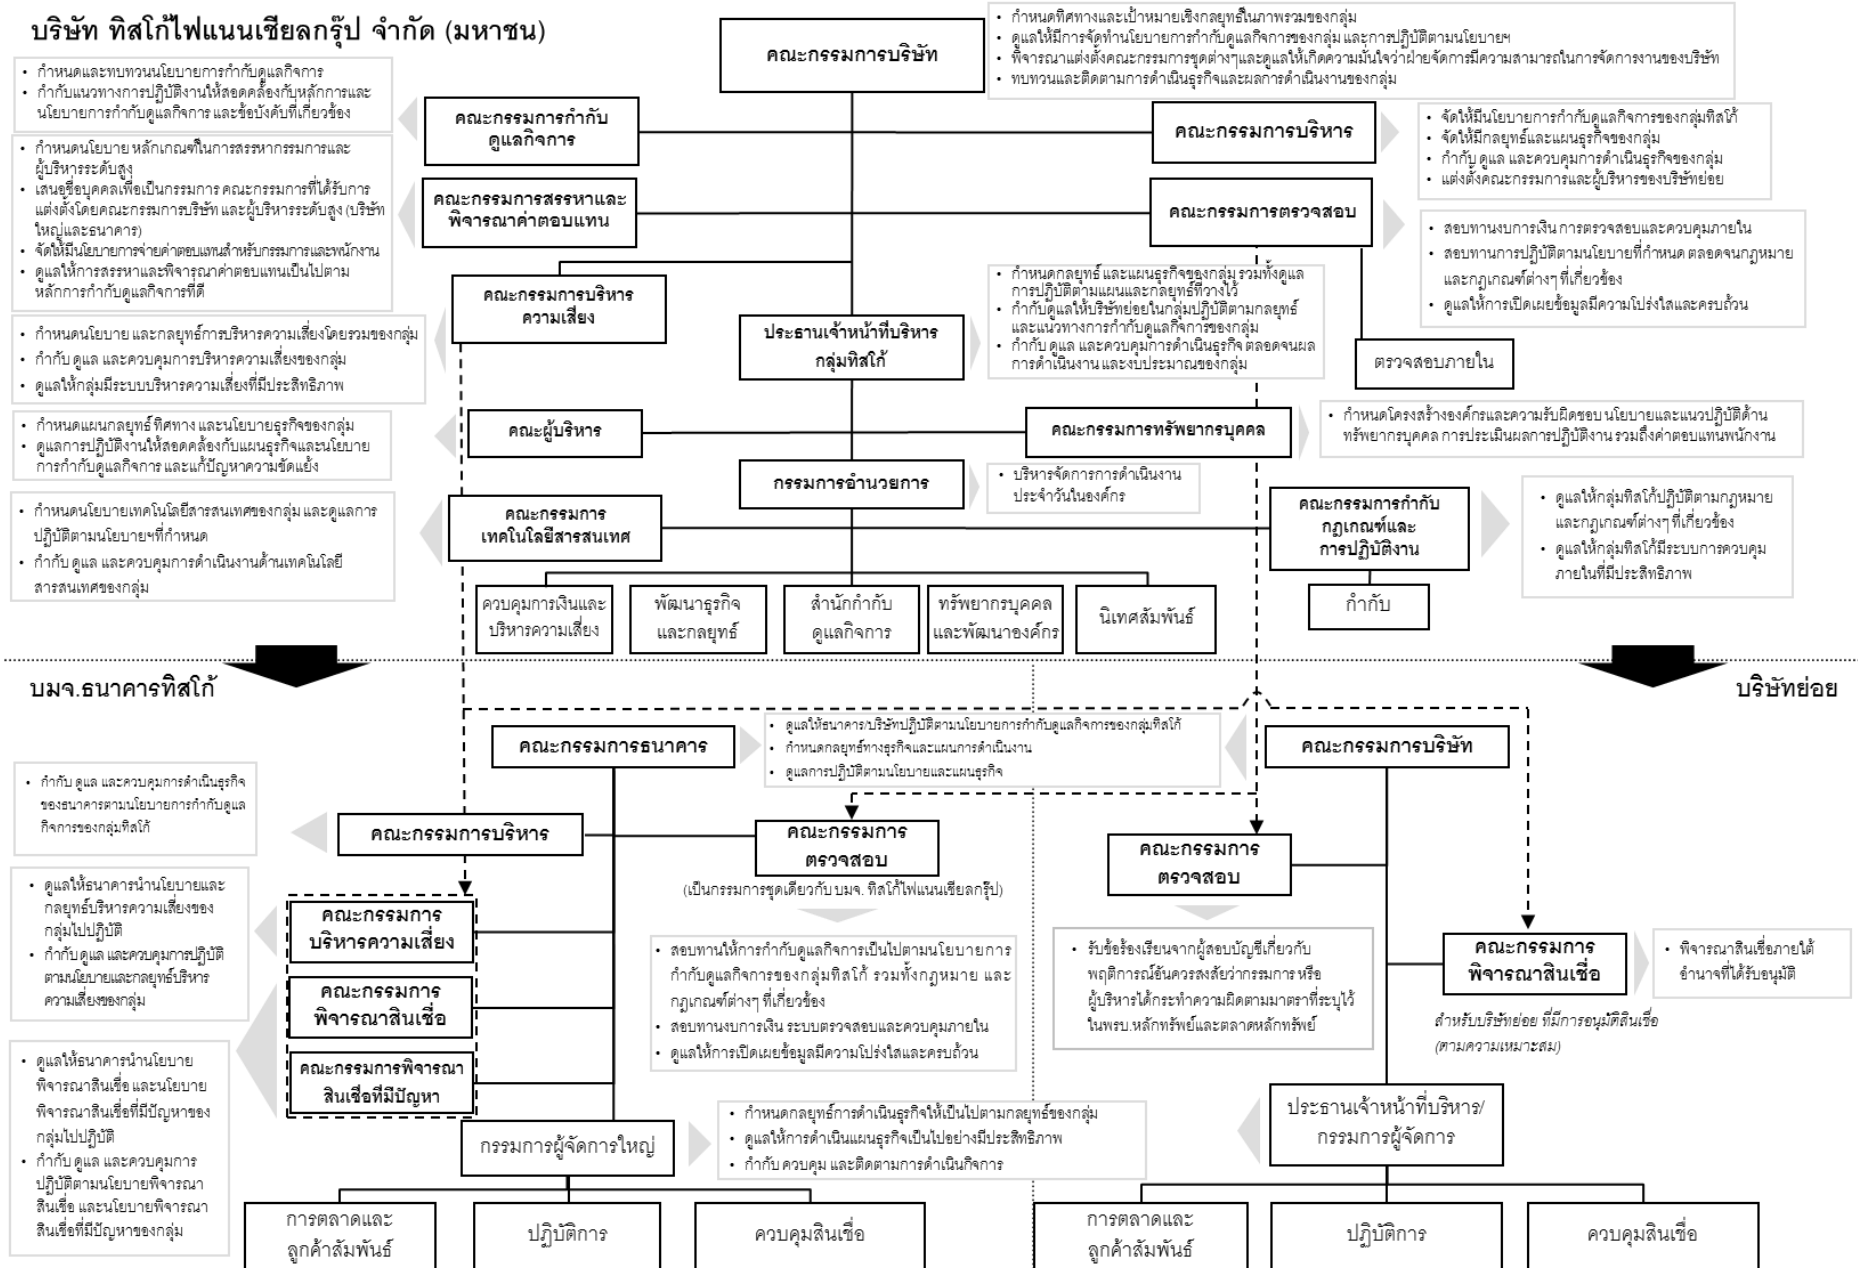 บริษัท ทิสโก้ไฟแนนเชียลกรุ๊ป จำกัด (มหาชน)
คณะกรรมการบริษัท
• กำหนดทิศทางและเป้าหมายเชิงกลยุทธ์ในภาพรวมของกลุ่ม
• ดูแลให้มีการจัดทำนโยบายการกำกับดูแลกิจการของกลุ่ม และการปฏิบัติตามนโยบายฯ
• พิจารณาแต่งตั้งคณะกรรมการชุดต่างๆและดูแลให้เกิดความมั่นใจว่าฝ่ายจัดการมีความสามารถในการจัดการงานของบริษัท
• ทบทวนและติดตามการดำเนินธุรกิจและผลการดำเนินงานของกลุ่ม
• กำหนดและทบทวนนโยบายการกำกับดูแลกิจการ
• กำกับแนวทางการปฏิบัติงานให้สอดคล้องกับหลักการและ
นโยบายการกำกับดูแลกิจการ และข้อบังคับที่เกี่ยวข้อง
คณะกรรมการกำกับ
ดูแลกิจการ
คณะกรรมการบริหาร
• จัดให้มีนโยบายการกำกับดูแลกิจการของกลุ่มทิสโก้
• จัดให้มีกลยุทธ์และแผนธุรกิจของกลุ่ม
• กำกับ ดูแล และควบคุมการดำเนินธุรกิจของกลุ่ม
• แต่งตั้งคณะกรรมการและผู้บริหารของบริษัทย่อย
• กำหนดนโยบาย หลักเกณฑ์ในการสรรหากรรมการและ
ผู้บริหารระดับสูง
• เสนอชื่อบุคคลเพื่อเป็นกรรมการ คณะกรรมการที่ได้รับการ
แต่งตั้งโดยคณะกรรมการบริษัท และผู้บริหารระดับสูง (บริษัท
ใหญ่และธนาคาร)
• จัดให้มีนโยบายการจ่ายค่าตอบแทนสำหรับกรรมการและพนักงาน
• ดูแลให้การสรรหาและพิจารณาค่าตอบแทนเป็นไปตาม
หลักการกำกับดูแลกิจการที่ดี
คณะกรรมการสรรหาและ
พิจารณาค่าตอบแทน
คณะกรรมการตรวจสอบ
• สอบทานงบการเงิน การตรวจสอบและควบคุมภายใน
• สอบทานการปฏิบัติตามนโยบายที่กำหนด ตลอดจนกฎหมาย
และกฎเกณฑ์ต่างๆ ที่เกี่ยวข้อง
• ดูแลให้การเปิดเผยข้อมูลมีความโปร่งใสและครบถ้วน
คณะกรรมการบริหาร
ความเสี่ยง
• กำหนดกลยุทธ์ และแผนธุรกิจของกลุ่ม รวมทั้งดูแล
การปฏิบัติตามแผนและกลยุทธ์ที่วางไว้
• กำกับดูแลให้บริษัทย่อยในกลุ่มปฏิบัติตามกลยุทธ์
และแนวทางการกำกับดูแลกิจการของกลุ่ม
• กำกับ ดูแล และควบคุมการดำเนินธุรกิจ ตลอดจนผล
การดำเนินงาน และงบประมาณของกลุ่ม
• กำหนดนโยบาย และกลยุทธ์การบริหารความเสี่ยงโดยรวมของกลุ่ม
• กำกับ ดูแล และควบคุมการบริหารความเสี่ยงของกลุ่ม
• ดูแลให้กลุ่มมีระบบบริหารความเสี่ยงที่มีประสิทธิภาพ
ประธานเจ้าหน้าที่บริหาร
กลุ่มทิสโก้
ตรวจสอบภายใน
• กำหนดแผนกลยุทธ์ ทิศทาง และนโยบายธุรกิจของกลุ่ม
• ดูแลการปฏิบัติงานให้สอดคล้องกับแผนธุรกิจและนโยบาย
การกำกับดูแลกิจการ และแก้ปัญหาความขัดแย้ง
คณะผู้บริหาร
คณะกรรมการทรัพยากรบุคคล
• กำหนดโครงสร้างองค์กรและความรับผิดชอบ นโยบายและแนวปฏิบัติด้าน
ทรัพยากรบุคคล การประเมินผลการปฏิบัติงาน รวมถึงค่าตอบแทนพนักงาน
กรรมการอำนวยการ
• บริหารจัดการการดำเนินงาน
ประจำวันในองค์กร
• กำหนดนโยบายเทคโนโลยีสารสนเทศของกลุ่ม และดูแลการ
ปฏิบัติตามนโยบายฯที่กำหนด
• กำกับ ดูแล และควบคุมการดำเนินงานด้านเทคโนโลยี
สารสนเทศของกลุ่ม
คณะกรรมการ
เทคโนโลยีสารสนเทศ
คณะกรรมการกำกับ
กฎเกณฑ์และ
การปฏิบัติงาน
• ดูแลให้กลุ่มทิสโก้ปฏิบัติตามกฎหมาย
และกฎเกณฑ์ต่างๆ ที่เกี่ยวข้อง
• ดูแลให้กลุ่มทิสโก้มีระบบการควบคุม
ภายในที่มีประสิทธิภาพ
ควบคุมการเงินและ
บริหารความเสี่ยง
พัฒนาธุรกิจ
และกลยุทธ์
สำนักกำกับ
ดูแลกิจการ
ทรัพยากรบุคคล
และพัฒนาองค์กร
นิเทศสัมพันธ์
กำกับ
บมจ.ธนาคารทิสโก้
บริษัทย่อย
คณะกรรมการธนาคาร
• ดูแลให้ธนาคาร/บริษัทปฏิบัติตามนโยบายการกำกับดูแลกิจการของกลุ่มทิสโก้
• กำหนดกลยุทธ์ทางธุรกิจและแผนการดำเนินงาน
• ดูแลการปฏิบัติตามนโยบายและแผนธุรกิจ
คณะกรรมการบริษัท
• กำกับ ดูแล และควบคุมการดำเนินธุรกิจ
ของธนาคารตามนโยบายการกำกับดูแล
กิจการของกลุ่มทิสโก้
คณะกรรมการบริหาร
คณะกรรมการ
ตรวจสอบ
(เป็นกรรมการชุดเดียวกับ บมจ. ทิสโก้ไฟแนนเชียลกรุ๊ป)
คณะกรรมการ
ตรวจสอบ
• ดูแลให้ธนาคารนำนโยบายและ
กลยุทธ์บริหารความเสี่ยงของ
กลุ่มไปปฏิบัติ
• กำกับ ดูแล และควบคุมการปฏิบัติ
ตามนโยบายและกลยุทธ์บริหาร
ความเสี่ยงของกลุ่ม
คณะกรรมการ
บริหารความเสี่ยง
คณะกรรมการ
พิจารณาสินเชื่อ
คณะกรรมการพิจารณา
สินเชื่อที่มีปัญหา
• สอบทานให้การกำกับดูแลกิจการเป็นไปตามนโยบายการ
กำกับดูแลกิจการของกลุ่มทิสโก้ รวมทั้งกฎหมาย และ
กฎเกณฑ์ต่างๆ ที่เกี่ยวข้อง
• สอบทานงบการเงิน ระบบตรวจสอบและควบคุมภายใน
• ดูแลให้การเปิดเผยข้อมูลมีความโปร่งใสและครบถ้วน
• รับข้อร้องเรียนจากผู้สอบบัญชีเกี่ยวกับ
พฤติการณ์อันควรสงสัยว่ากรรมการ หรือ
ผู้บริหารได้กระทำความผิดตามมาตราที่ระบุไว้
ในพรบ.หลักทรัพย์และตลาดหลักทรัพย์
คณะกรรมการ
พิจารณาสินเชื่อ
• พิจารณาสินเชื่อภายใต้
อำนาจที่ได้รับอนุมัติ
สำหรับบริษัทย่อย ที่มีการอนุมัติสินเชื่อ
(ตามความเหมาะสม)
• ดูแลให้ธนาคารนำนโยบาย
พิจารณาสินเชื่อ และนโยบาย
พิจารณาสินเชื่อที่มีปัญหาของ
กลุ่มไปปฏิบัติ
• กำกับ ดูแล และควบคุมการ
ปฏิบัติตามนโยบายพิจารณา
สินเชื่อ และนโยบายพิจารณา
สินเชื่อที่มีปัญหาของกลุ่ม
กรรมการผู้จัดการใหญ่
• กำหนดกลยุทธ์การดำเนินธุรกิจให้เป็นไปตามกลยุทธ์ของกลุ่ม
• ดูแลให้การดำเนินแผนธุรกิจเป็นไปอย่างมีประสิทธิภาพ
• กำกับ ควบคุม และติดตามการดำเนินกิจการ
ประธานเจ้าหน้าที่บริหาร/
กรรมการผู้จัดการ
การตลาดและ
ลูกค้าสัมพันธ์
ปฏิบัติการ
ควบคุมสินเชื่อ
การตลาดและ
ลูกค้าสัมพันธ์
ปฏิบัติการ
ควบคุมสินเชื่อ